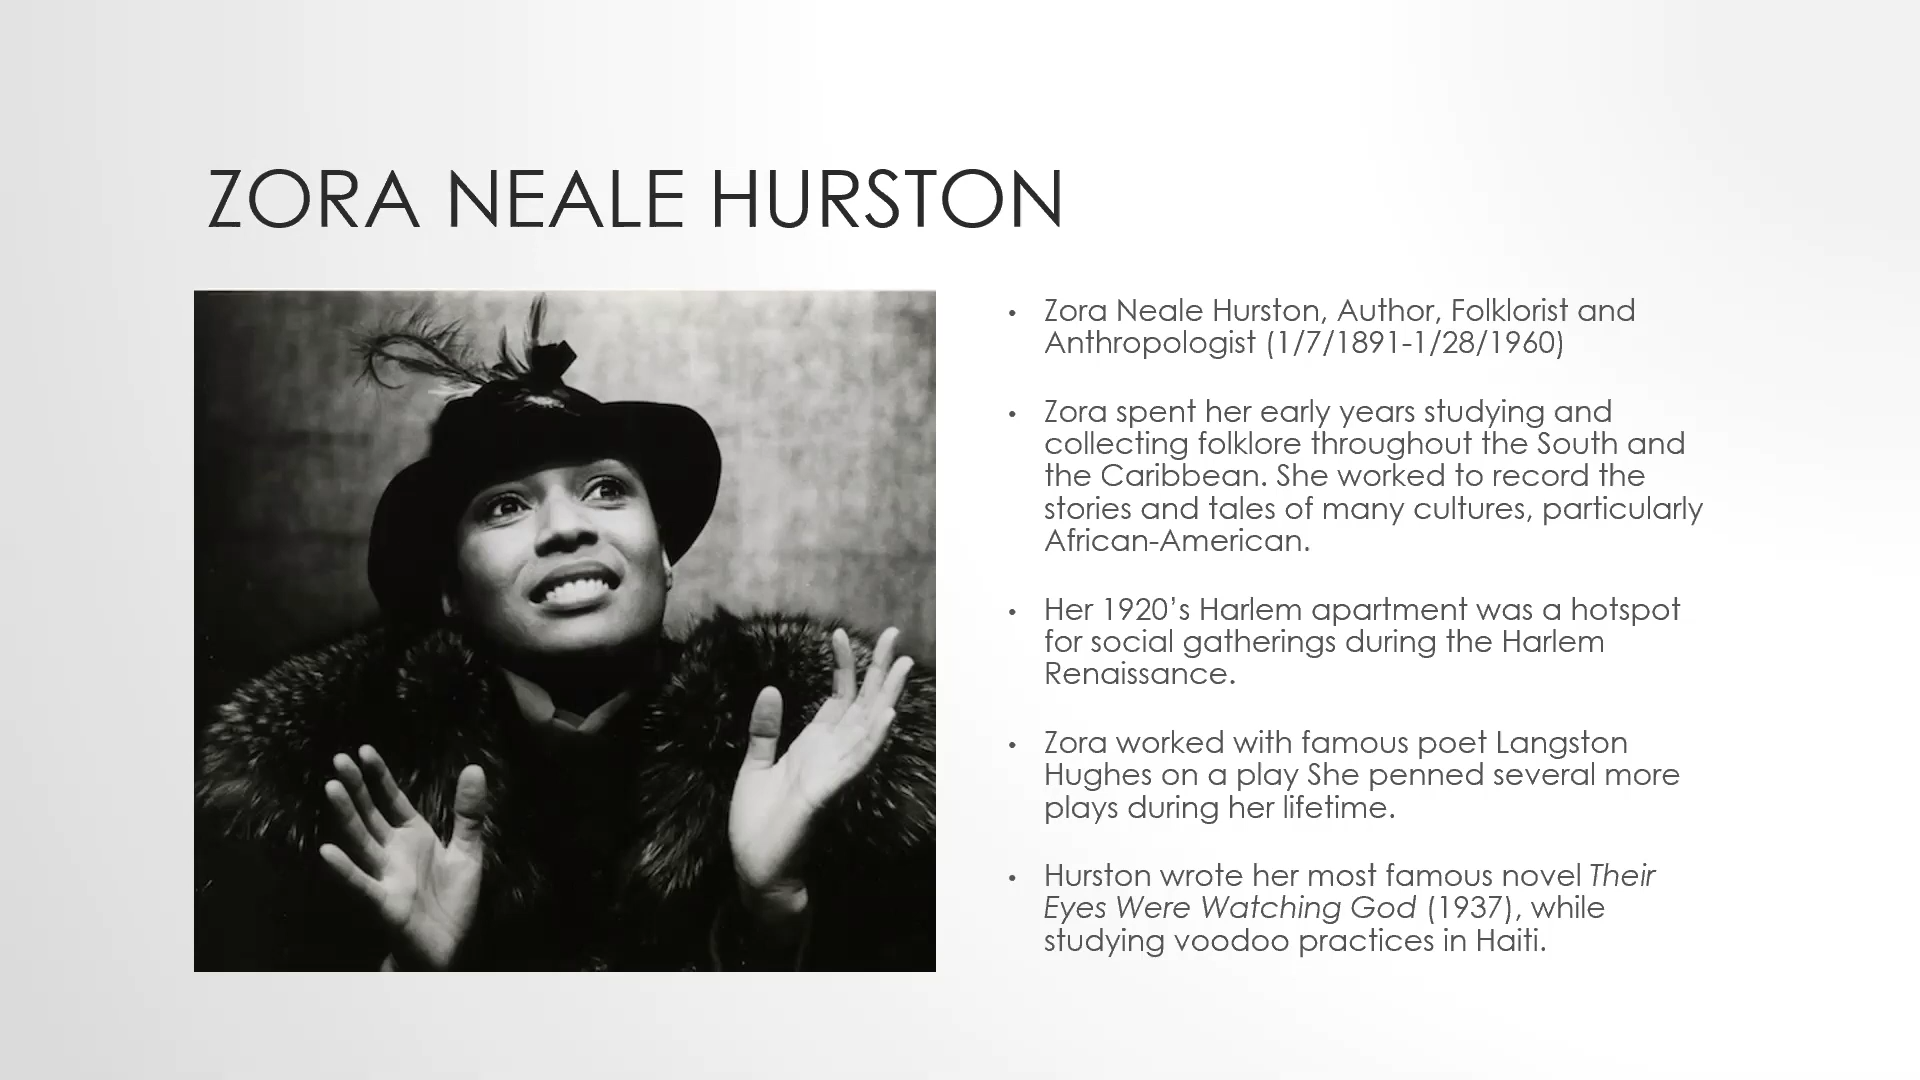 ZORA NEALE HURSTON
• Zora Neale Hurston, Author, Folklorist and
Anthropologist (1/7/1891-1/28/1960)
• Zora spent her early years studying and
collecting folklore throughout the South and
the Caribbean. She worked to record the
stories and tales of many cultures, particularly
African-American.
• Her 1920’s Harlem apartment was a hotspot
for social gatherings during the Harlem
Renaissance.
• Zora worked with famous poet Langston
Hughes on a play She penned several more
plays during her lifetime.
• Hurston wrote her most famous novel Their
Eyes Were Watching God (1937), while
studying voodoo practices in Haiti.